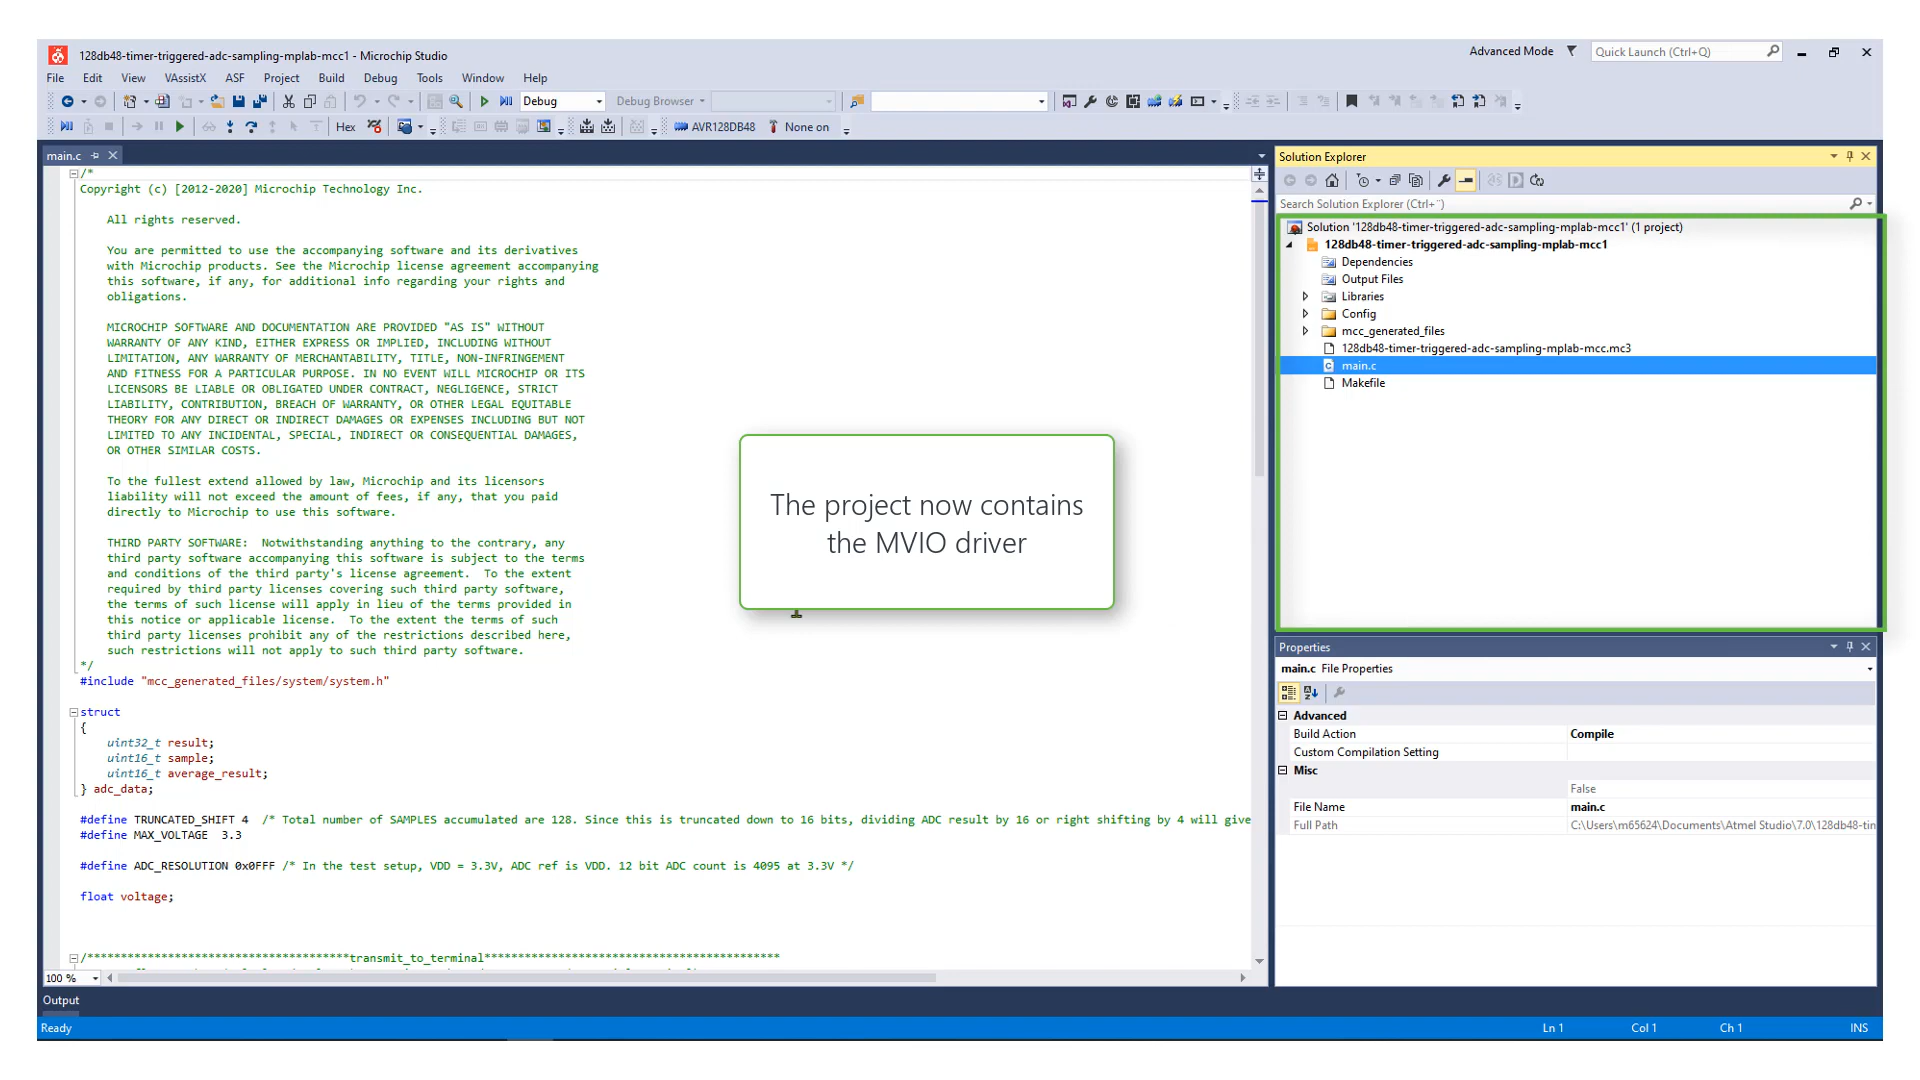 128db48-timer-triggered-adc-sampling-mplab-mcc1 - Microchip Studio
Advanced Mode
Quick Launch (Ctrl+Q)
File Edit View VAssistX ASF Project Build Debug Tools Window Help
Debug
Debug Browser
Hex
AVR128DB48
None on
main.c
/*
Copyright (c) [2012-2020] Microchip Technology Inc.
All rights reserved.
You are permitted to use the accompanying software and its derivatives
with Microchip products. See the Microchip license agreement accompanying
this software, if any, for additional info regarding your rights and
obligations.
MICROCHIP SOFTWARE AND DOCUMENTATION ARE PROVIDED "AS IS" WITHOUT
WARRANTY OF ANY KIND, EITHER EXPRESS OR IMPLIED, INCLUDING WITHOUT
LIMITATION, ANY WARRANTY OF MERCHANTABILITY, TITLE, NON-INFRINGEMENT
AND FITNESS FOR A PARTICULAR PURPOSE. IN NO EVENT WILL MICROCHIP OR ITS
LICENSORS BE LIABLE OR OBLIGATED UNDER CONTRACT, NEGLIGENCE, STRICT
LIABILITY, CONTRIBUTION, BREACH OF WARRANTY, OR OTHER LEGAL EQUITABLE
THEORY FOR ANY DIRECT OR INDIRECT DAMAGES OR EXPENSES INCLUDING BUT NOT
LIMITED TO ANY INCIDENTAL, SPECIAL, INDIRECT OR CONSEQUENTIAL DAMAGES,
OR OTHER SIMILAR COSTS.
To the fullest extend allowed by law, Microchip and its licensors
liability will not exceed the amount of fees, if any, that you paid
directly to Microchip to use this software.
THIRD PARTY SOFTWARE:  Notwithstanding anything to the contrary, any
third party software accompanying this software is subject to the terms
and conditions of the third party's license agreement.  To the extent
required by third party licenses covering such third party software,
the terms of such license will apply in lieu of the terms provided in
this notice or applicable license.  To the extent the terms of such
third party licenses prohibit any of the restrictions described here,
such restrictions will not apply to such third party software.
*/
#include "mcc_generated_files/system/system.h"
struct
{
uint32_t result;
uint16_t sample;
uint16_t average_result;
} adc_data;
#define TRUNCATED_SHIFT 4  /* Total number of SAMPLES accumulated are 128. Since this is truncated down to 16 bits, dividing ADC result by 16 or right shifting by 4 will give
#define MAX_VOLTAGE  3.3
#define ADC_RESOLUTION 0x0FFF /* In the test setup, VDD = 3.3V, ADC ref is VDD. 12 bit ADC count is 4095 at 3.3V */
float voltage;
/***************************************transmit_to_terminal********************************************
100 %
The project now contains
the MVIO driver
Solution Explorer
Search Solution Explorer (Ctrl+¨)
Solution '128db48-timer-triggered-adc-sampling-mplab-mcc1' (1 project)
128db48-timer-triggered-adc-sampling-mplab-mcc1
Dependencies
Output Files
Libraries
Config
mcc_generated_files
128db48-timer-triggered-adc-sampling-mplab-mcc.mc3
main.c
Makefile
Properties
main.c File Properties
Advanced
Build Action Compile
Custom Compilation Setting
Misc
False
File Name main.c
Full Path C:\Users\m65624\Documents\Atmel Studio\7.0\128db48-tin
Output
Ready
Ln 1 Col 1 Ch 1 INS